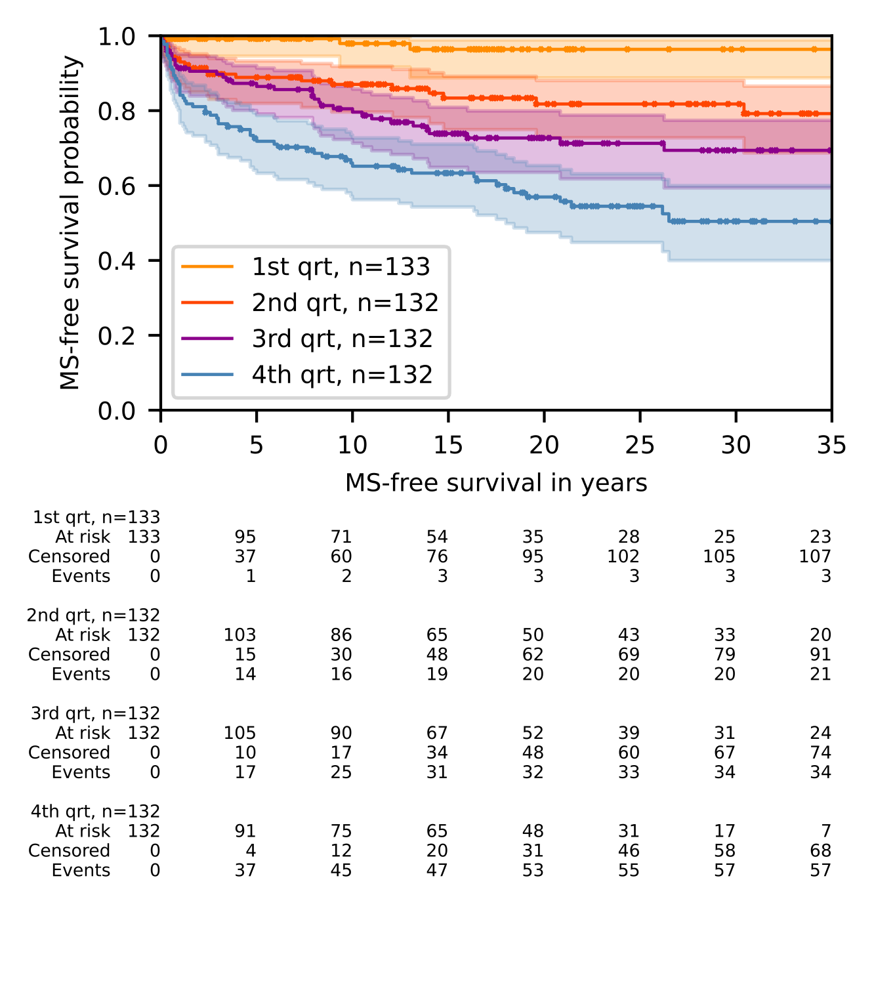 1.0
0.8
0.6
0.4
0.2
0.0
MS-free survival probability
1st qrt, n=133
2nd qrt, n=132
3rd qrt, n=132
4th qrt, n=132
0 5 10 15 20 25 30 35
MS-free survival in years
1st qrt, n=133
At risk 133 95 71 54 35 28 25 23
Censored 0 37 60 76 95 102 105 107
Events 0 1 2 3 3 3 3 3
2nd qrt, n=132
At risk 132 103 86 65 50 43 33 20
Censored 0 15 30 48 62 69 79 91
Events 0 14 16 19 20 20 20 21
3rd qrt, n=132
At risk 132 105 90 67 52 39 31 24
Censored 0 10 17 34 48 60 67 74
Events 0 17 25 31 32 33 34 34
4th qrt, n=132
At risk 132 91 75 65 48 31 17 7
Censored 0 4 12 20 31 46 58 68
Events 0 37 45 47 53 55 57 57